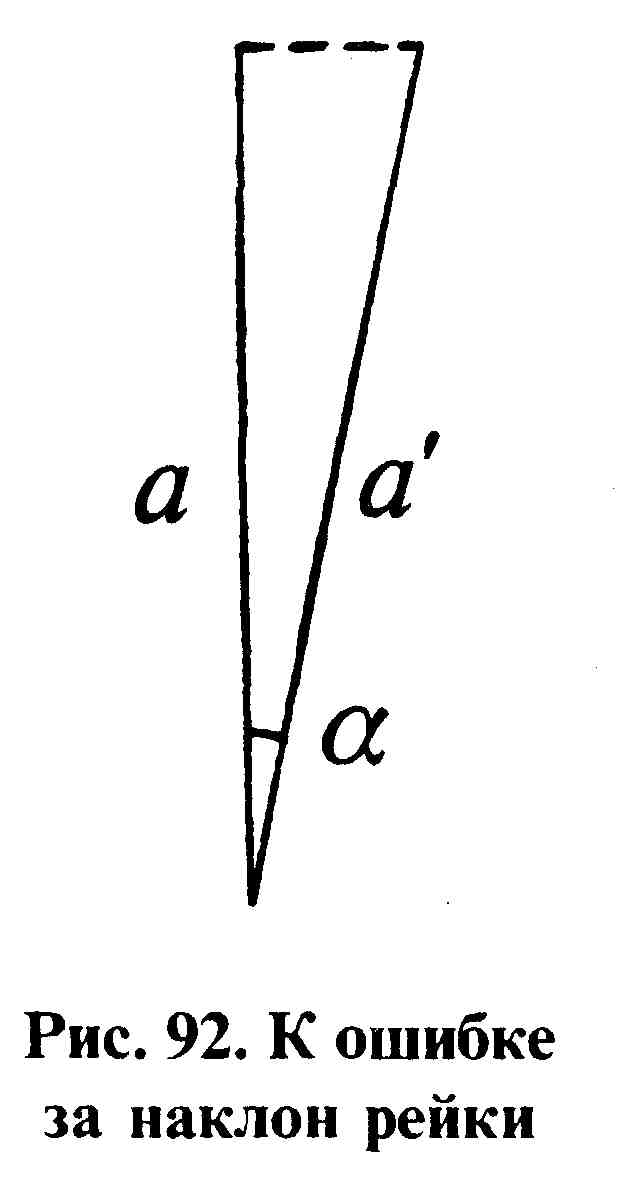 a a′
α
Рис. 92. К ошибке
за наклон рейки